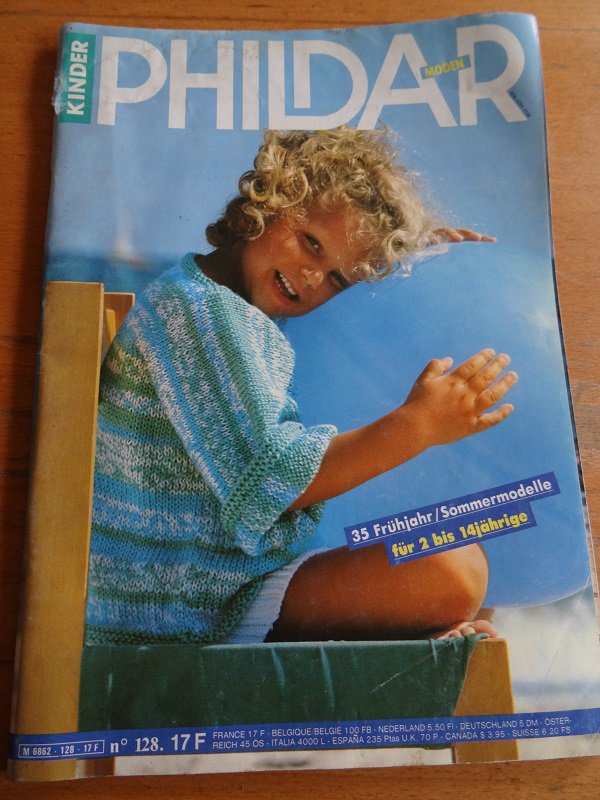 KINDER
PHILDAR
MODEN
35 Frühjahr/Sommermodelle
für 2 bis 14jährige
M 6862 - 128 - 17 F
n° 128. 17 F
FRANCE 17 F - BELGIQUE/BELGIË 100 FB - NEDERLAND 5,50 Fl - DEUTSCHLAND 5 DM - ÖSTER-
REICH 45 ÖS - ITALIA 4000 L - ESPAÑA 235 Ptas U.K. 70 P - CANADA $ 3,95 - SUISSE 6,20 FS